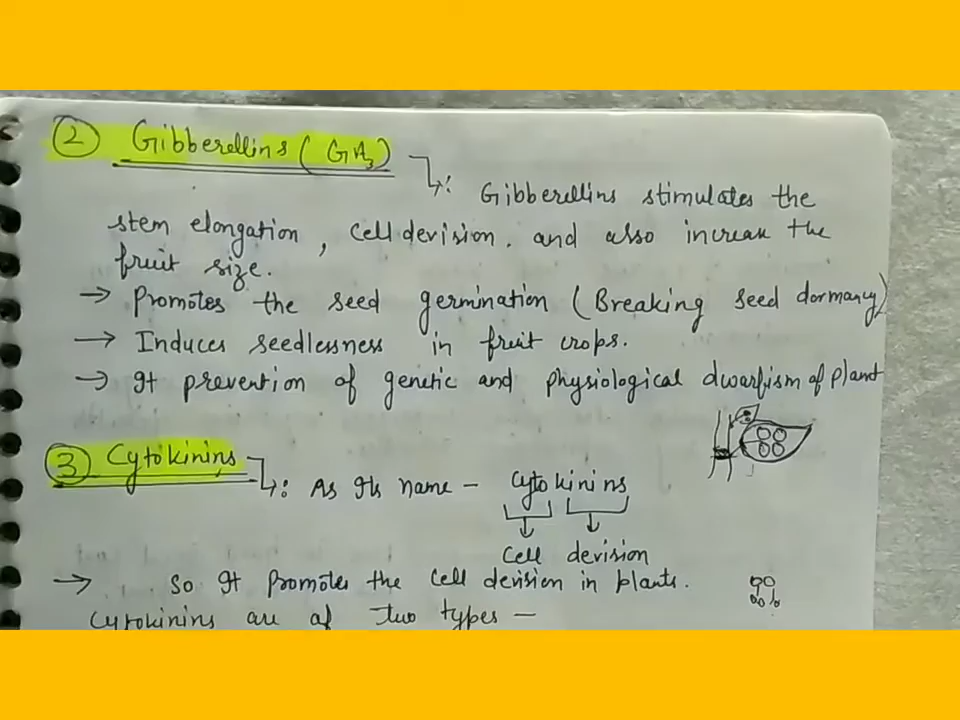 2 Gibberellins (GA3)
: Gibberellins stimulates the
stem elongation, cell devision. and also increase the
fruit size.
→ Promotes the seed germination (Breaking seed dormancy)
→ Induces seedlessness in fruit crops.
→ It prevention of genetic and physiological dwarfism of plant
3 Cytokinins
: As Its name - Cytokinins
Cell devision
→ So It promotes the cell devision in plants.
Cytokinins are of Two types -